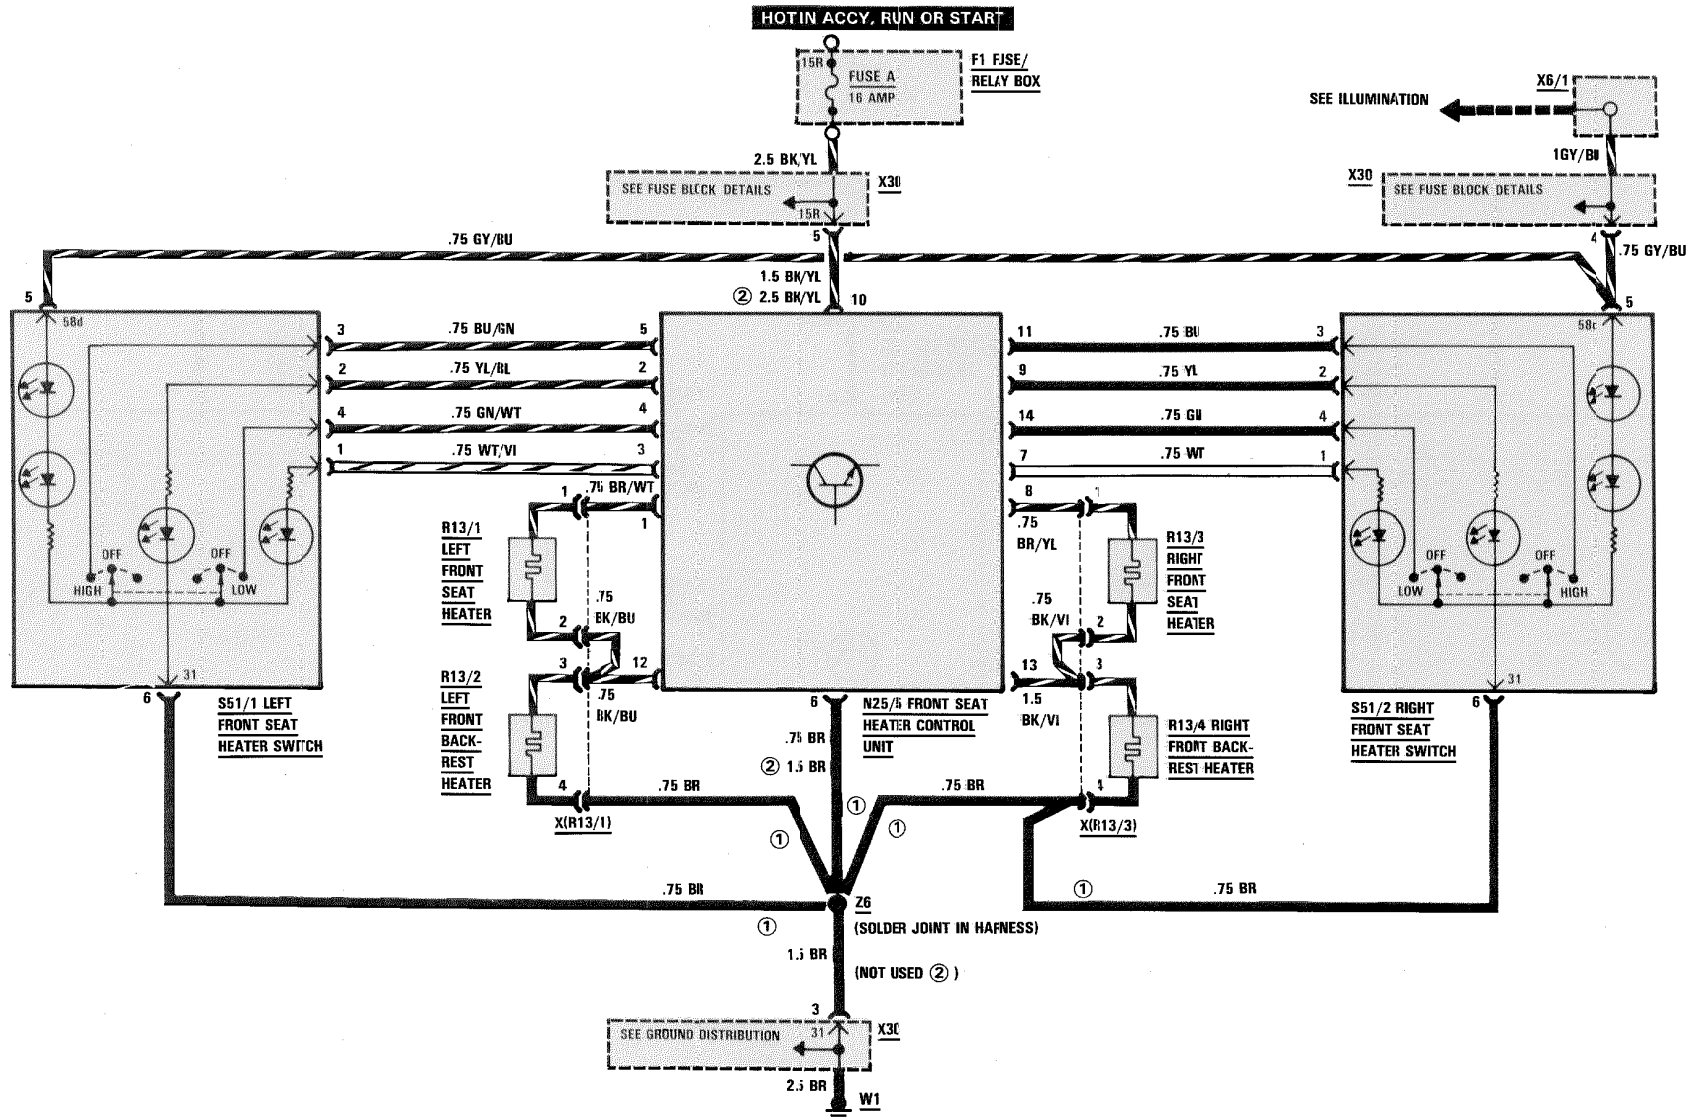 HOT IN ACCY, RUN OR START
15R
FUSE A
16 AMP
F1 FJSE/
RELAY BOX
X6/1
SEE ILLUMINATION
2.5 BK/YL
1GY/BU
SEE FUSE BLOCK DETAILS
X30
15R
X30
SEE FUSE BLOCK DETAILS
5
4
.75 GY/BU
.75 GY/BU
1.5 BK/YL
② 2.5 BK/YL
10
5
5
58d
3
.75 BU/GN
5
11
.75 BU
3
2
.75 YL/BL
2
9
.75 YL
2
4
.75 GN/WT
4
14
.75 GN
4
1
.75 WT/VI
3
7
.75 WT
1
1
.75 BR/WT
1
8
1
.75
BR/YL
R13/1
LEFT
FRONT
SEAT
HEATER
R13/3
RIGHT
FRONT
SEAT
HEATER
OFF
OFF
HIGH
LOW
OFF
OFF
LOW
HIGH
.75
BK/BU
2
.75
BK/VI
2
3
12
13
3
.75
BK/BU
1.5
BK/VI
31
6
31
6
S51/1 LEFT
FRONT SEAT
HEATER SWITCH
R13/2
LEFT
FRONT
BACK-
REST
HEATER
6
N25/5 FRONT SEAT
HEATER CONTROL
UNIT
R13/4 RIGHT
FRONT BACK-
REST HEATER
S51/2 RIGHT
FRONT SEAT
HEATER SWITCH
.75 BR
② 1.5 BR
4
.75 BR
.75 BR
4
X(R13/1)
X(R13/3)
①
①
①
.75 BR
①
.75 BR
①
Z6
(SOLDER JOINT IN HARNESS)
1.5 BR
(NOT USED ② )
3
SEE GROUND DISTRIBUTION
31
X30
2.5 BR
W1